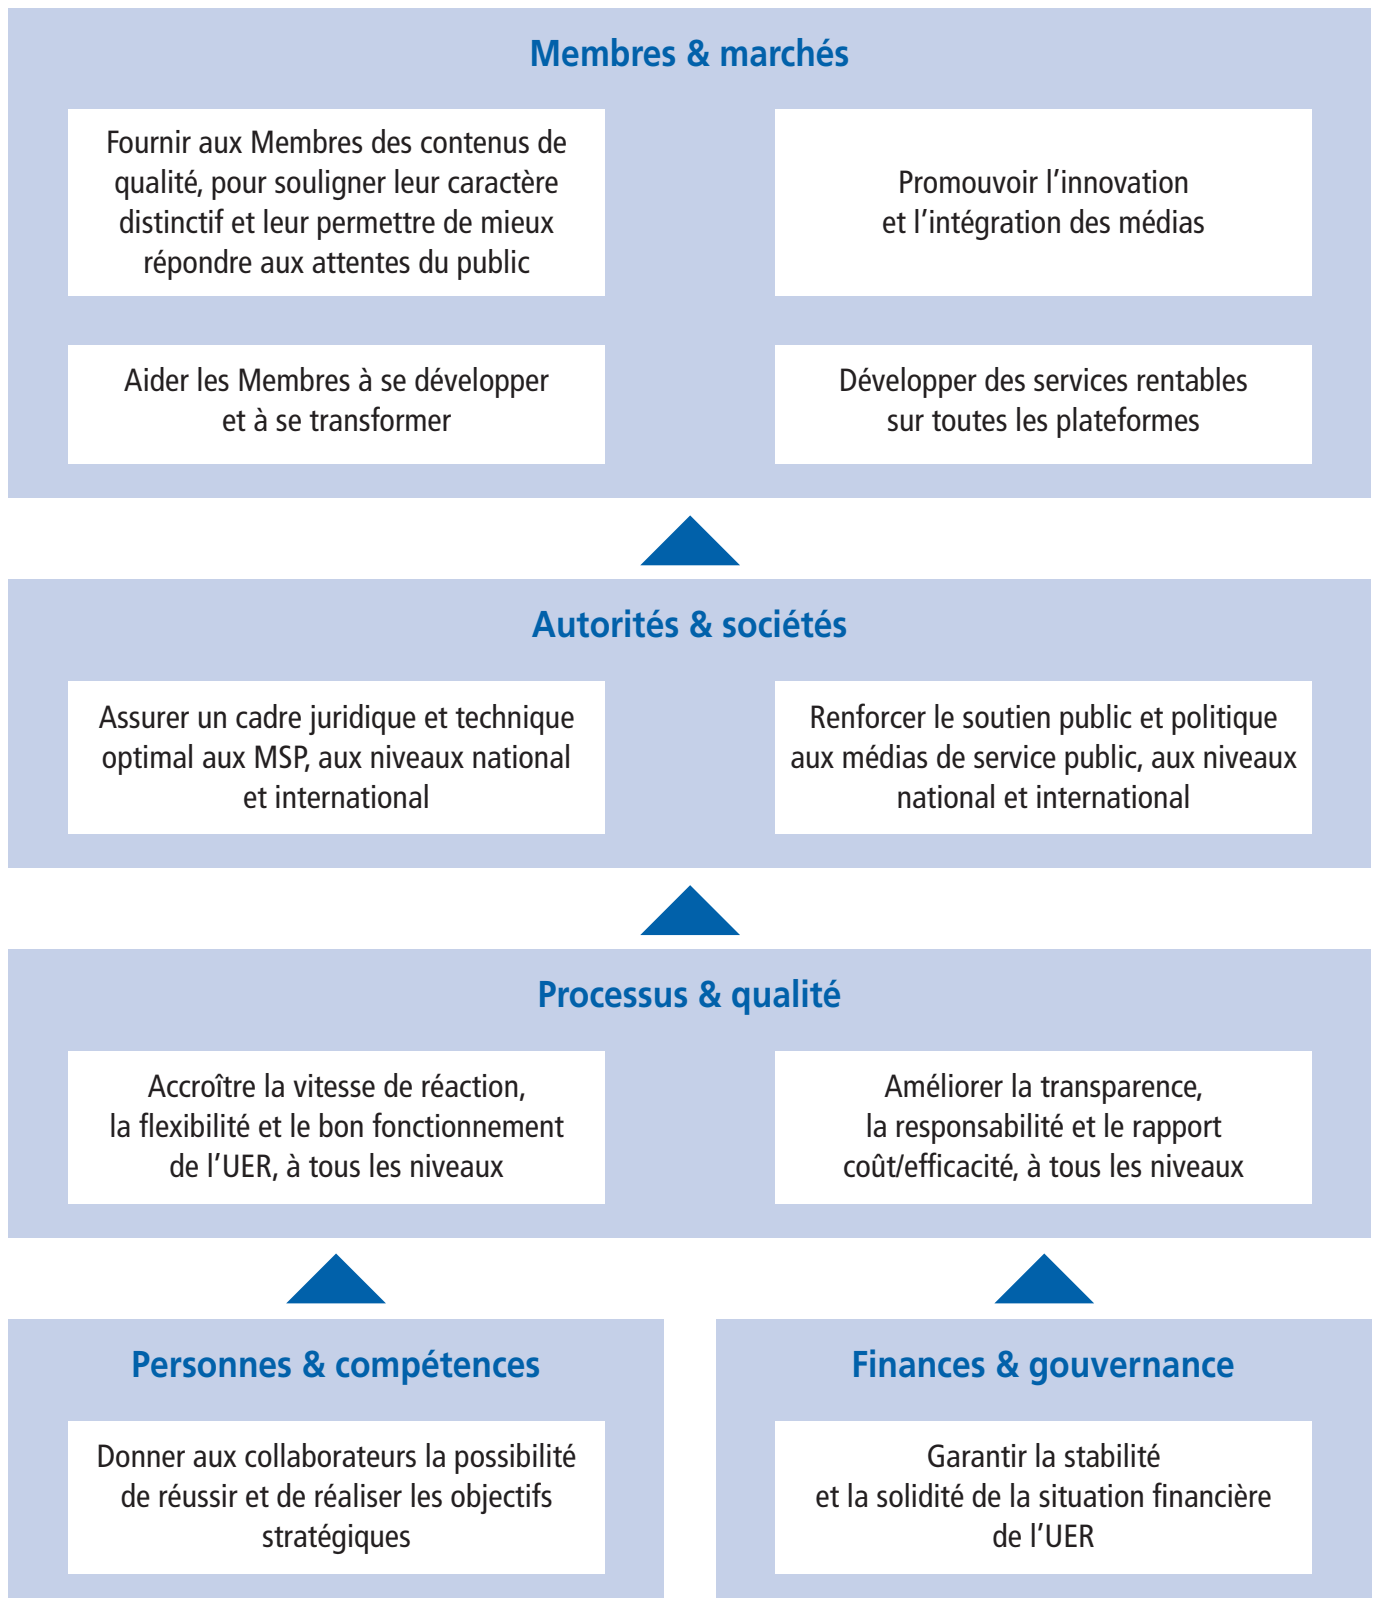 Membres & marchés
Fournir aux Membres des contenus de
qualité, pour souligner leur caractère
distinctif et leur permettre de mieux
répondre aux attentes du public
Promouvoir l’innovation
et l’intégration des médias
Aider les Membres à se développer
et à se transformer
Développer des services rentables
sur toutes les plateformes
Autorités & sociétés
Assurer un cadre juridique et technique
optimal aux MSP, aux niveaux national
et international
Renforcer le soutien public et politique
aux médias de service public, aux niveaux
national et international
Processus & qualité
Accroître la vitesse de réaction,
la flexibilité et le bon fonctionnement
de l’UER, à tous les niveaux
Améliorer la transparence,
la responsabilité et le rapport
coût/efficacité, à tous les niveaux
Personnes & compétences
Donner aux collaborateurs la possibilité
de réussir et de réaliser les objectifs
stratégiques
Finances & gouvernance
Garantir la stabilité
et la solidité de la situation financière
de l’UER